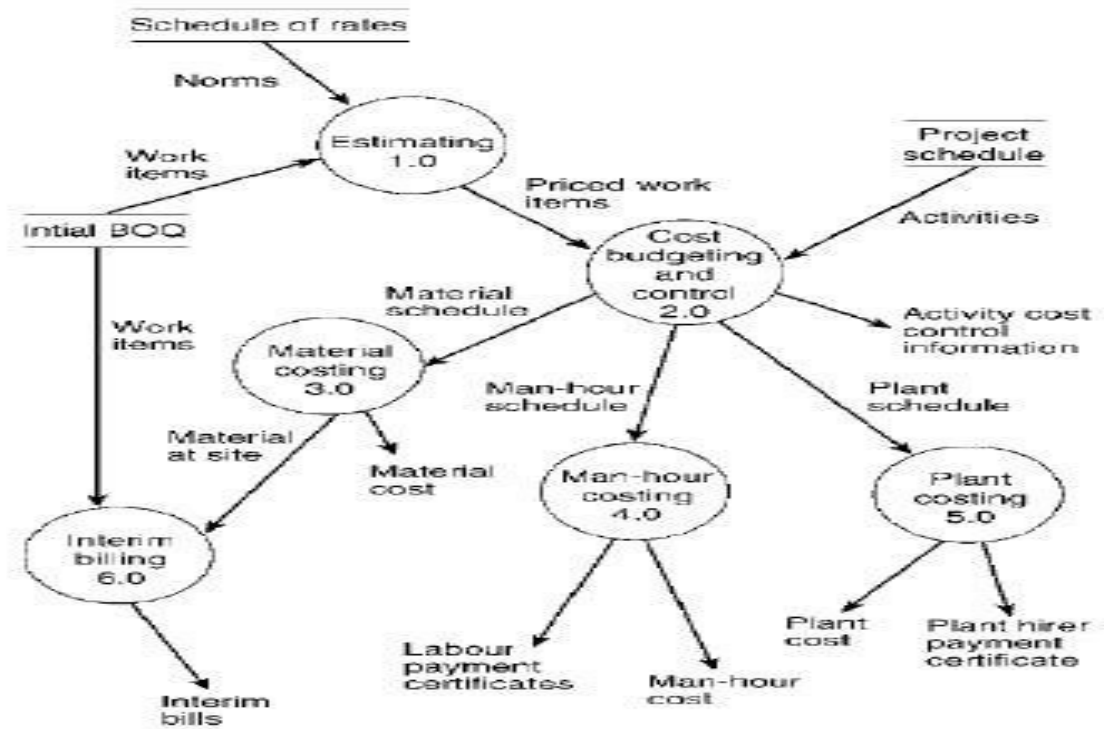 Schedule of rates
Norms
Estimating
1.0
Work
items
Project
schedule
Priced work
items
Activities
Intial BOQ
Cost
budgeting
and
control
2.0
Material
schedule
Activity cost
control
information
Work
items
Material
costing
3.0
Man-hour
schedule
Plant
schedule
Material
at site
Material
cost
Man-hour
costing
4.0
Plant
costing
5.0
Interim
billing
6.0
Plant
cost
Plant hirer
payment
certificate
Labour
payment
certificates
Man-hour
cost
Interim
bills